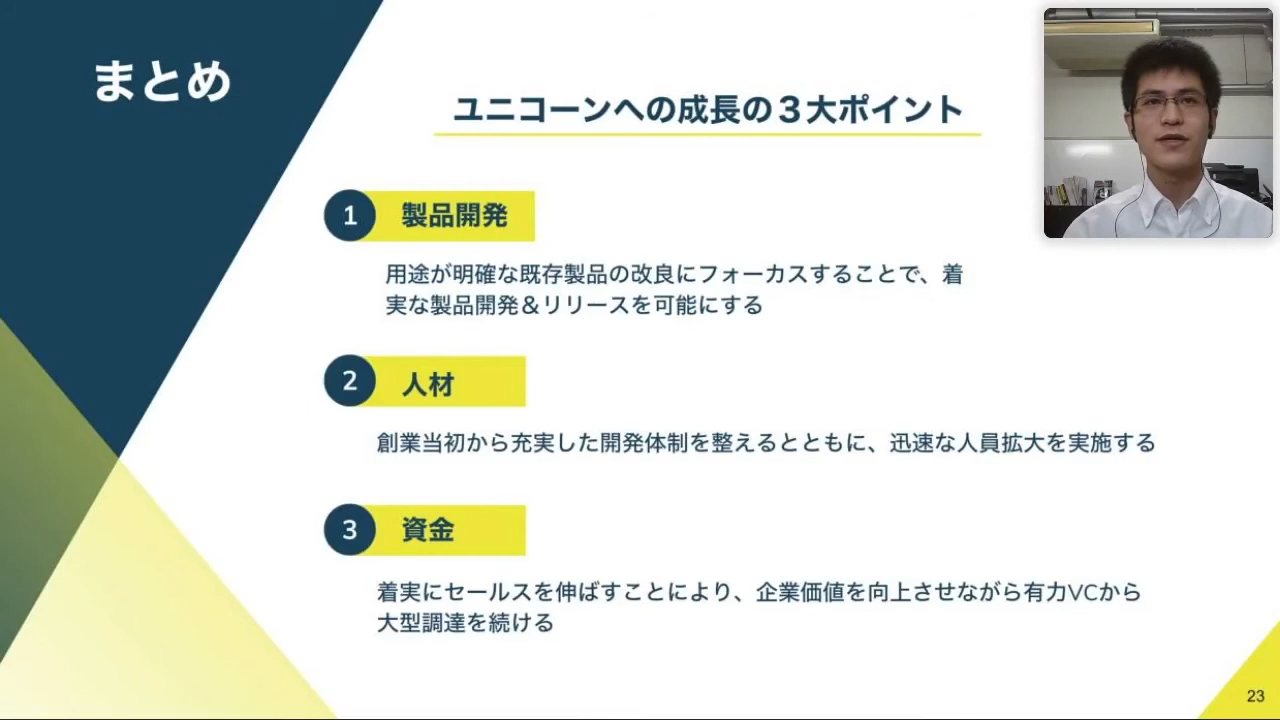 まとめ
ユニコーンへの成長の３大ポイント
1 製品開発
用途が明確な既存製品の改良にフォーカスすることで、着
実な製品開発＆リリースを可能にする
2 人材
創業当初から充実した開発体制を整えるとともに、迅速な人員拡大を実施する
3 資金
着実にセールスを伸ばすことにより、企業価値を向上させながら有力VCから
大型調達を続ける
23